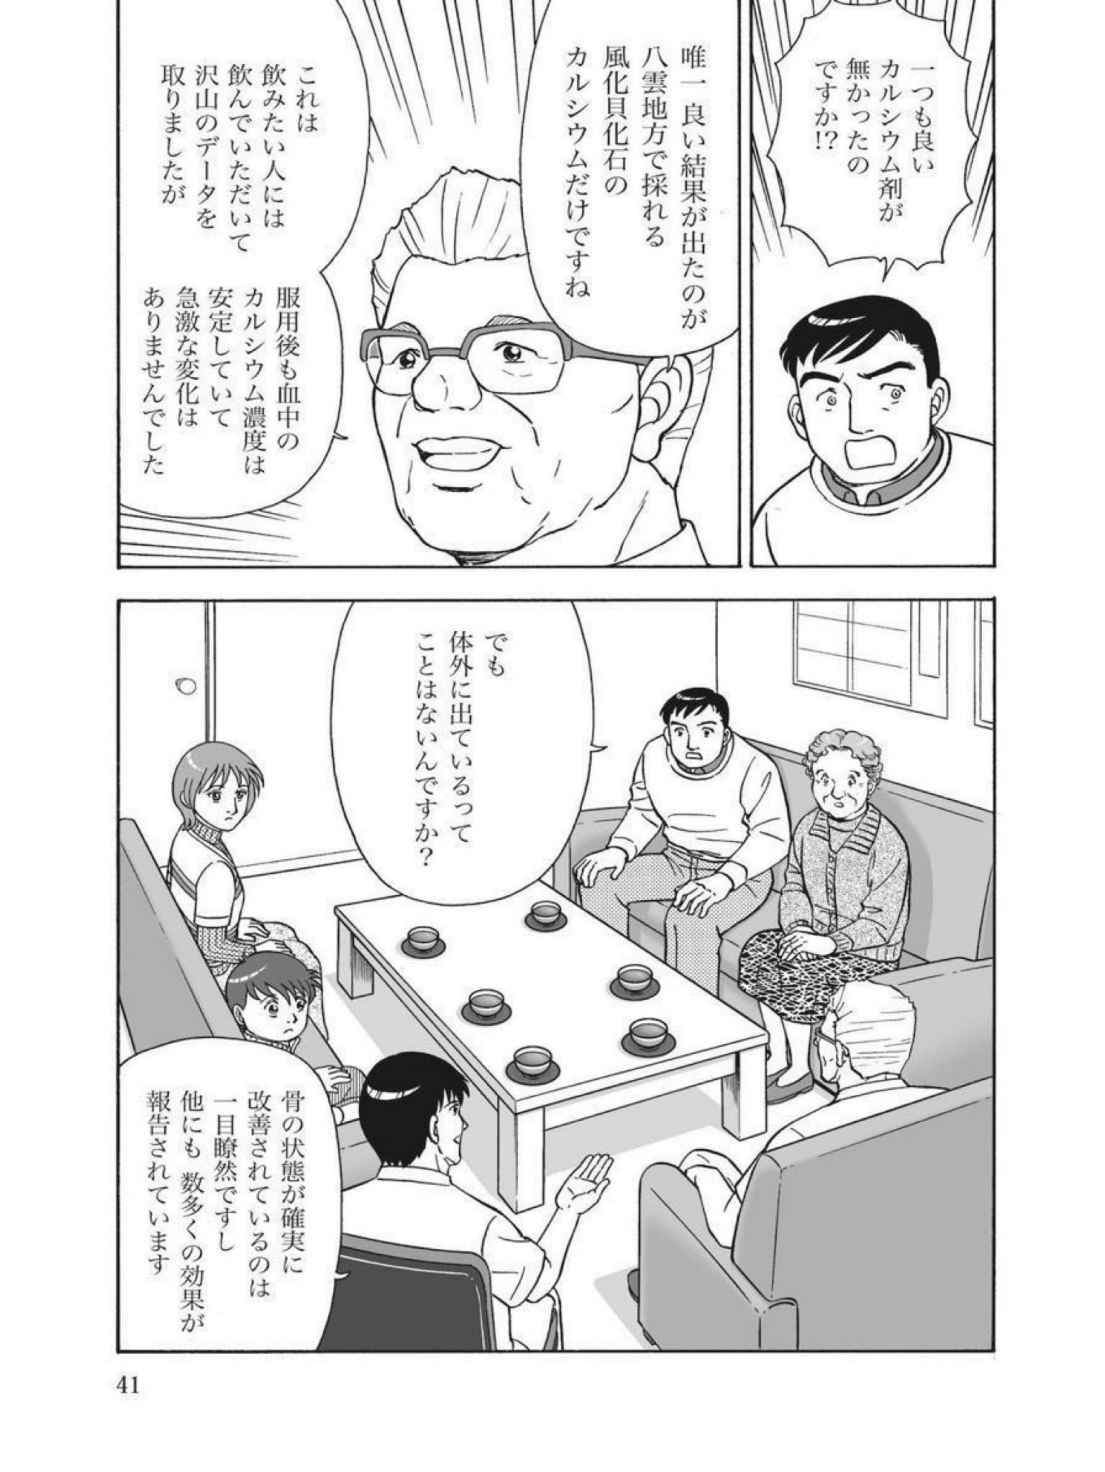 一つも良い
カルシウム剤が
無かったの
ですか!?
唯一 良い結果が出たのが
八雲地方で採れる
風化貝化石の
カルシウムだけですね
これは
飲みたい人には
飲んでいただいて
沢山のデータを
取りましたが
服用後も血中の
カルシウム濃度は
安定していて
急激な変化は
ありませんでした
でも
体外に出ているって
ことはないんですか?
骨の状態が確実に
改善されているのは
一目瞭然ですし
他にも 数多くの効果が
報告されています
41